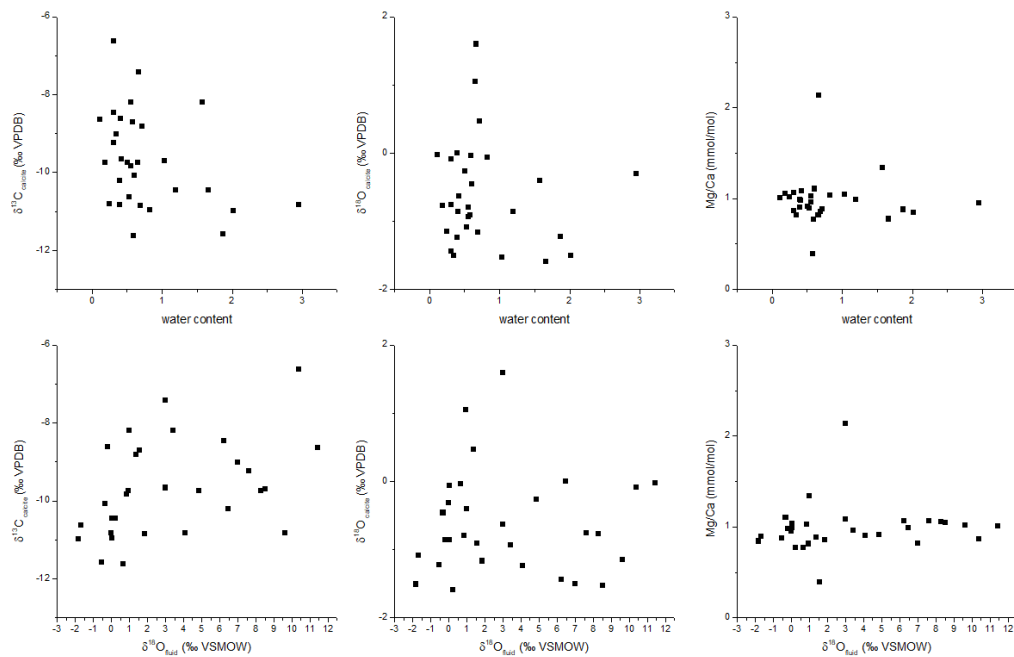 δ13Ccalcite (‰ VPDB)
-6
-8
-10
-12
0 1 2 3
water content
δ18Ocalcite (‰ VPDB)
2
0
-2
0 1 2 3
water content
Mg/Ca (mmol/mol)
3
2
1
0
0 1 2 3
water content
δ13Ccalcite (‰ VPDB)
-6
-8
-10
-12
-3 -2 -1 0 1 2 3 4 5 6 7 8 9 10 11 12
δ18Ofluid (‰ VSMOW)
δ18Ocalcite (‰ VPDB)
2
0
-2
-3 -2 -1 0 1 2 3 4 5 6 7 8 9 10 11 12
δ18Ofluid (‰ VSMOW)
Mg/Ca (mmol/mol)
3
2
1
0
-3 -2 -1 0 1 2 3 4 5 6 7 8 9 10 11 12
δ18Ofluid (‰ VSMOW)